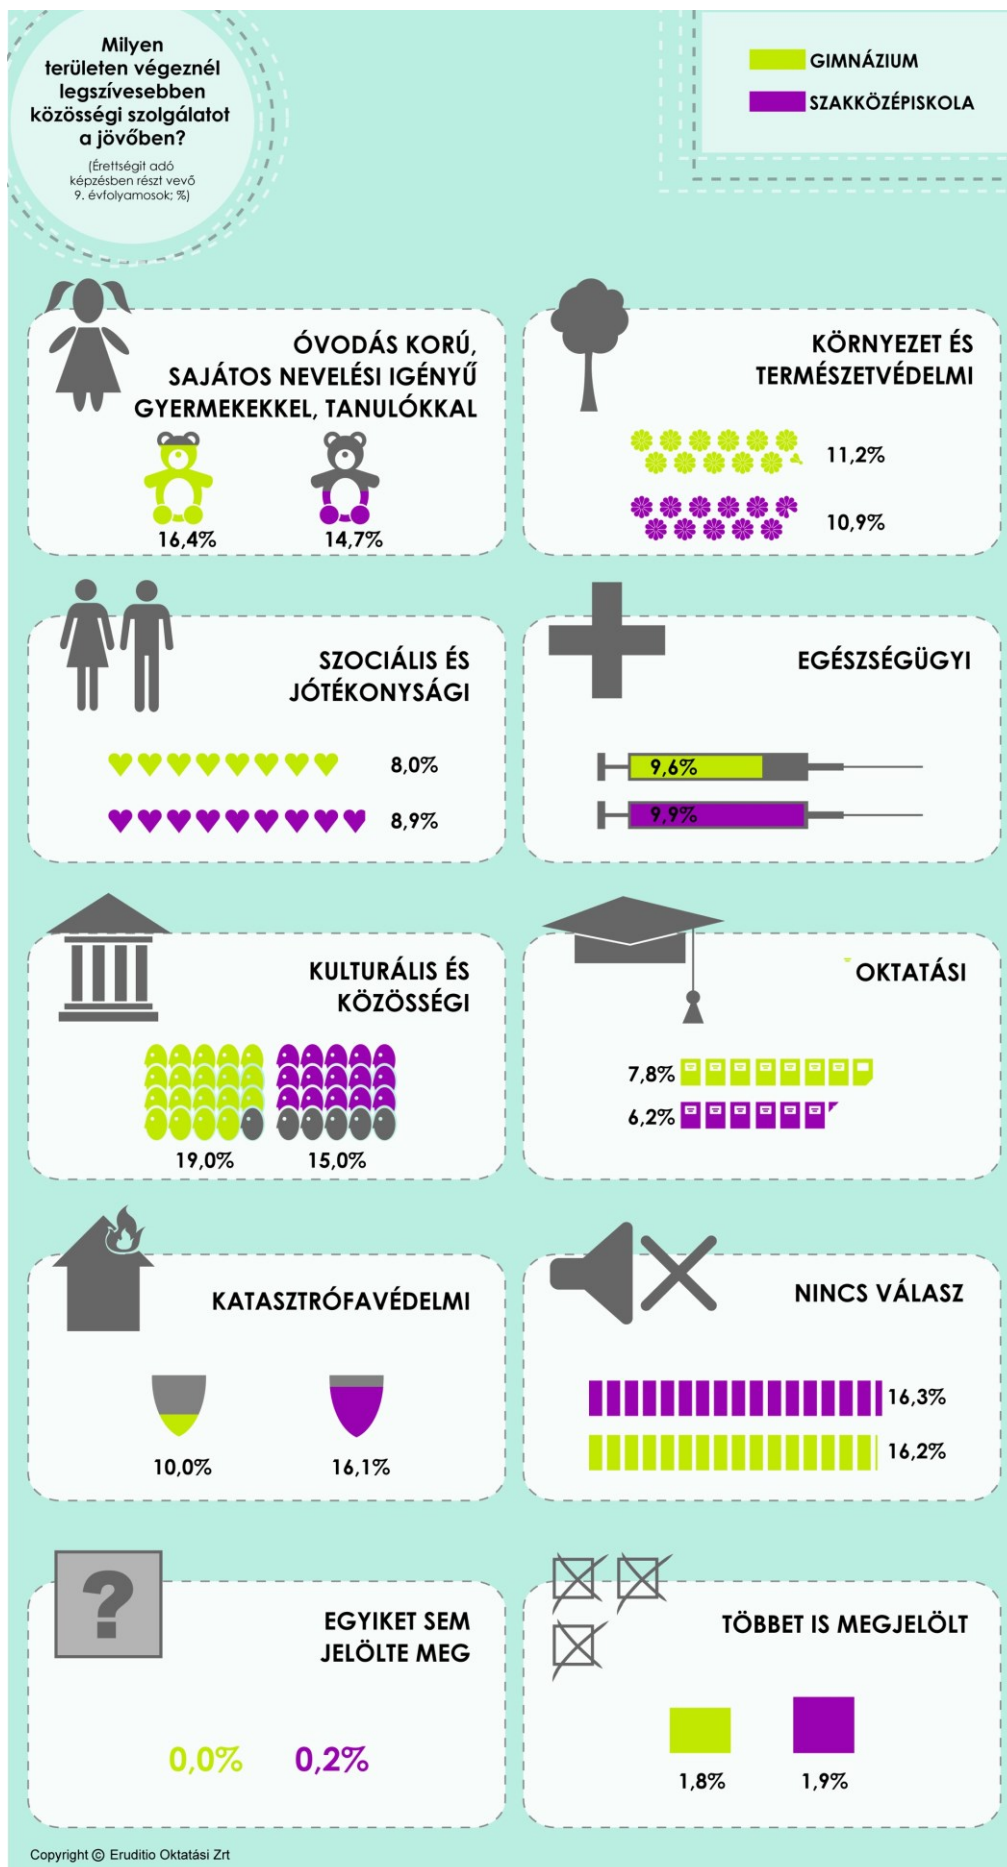 Milyen
területen végeznél
legszívesebben
közösségi szolgálatot
a jövőben?
(Érettségit adó
képzésben részt vevő
9. évfolyamosok; %)
GIMNÁZIUM
SZAKKÖZÉPISKOLA
ÓVODÁS KORÚ,
SAJÁTOS NEVELÉSI IGÉNYŰ
GYERMEKEKKEL, TANULÓKKAL
16,4%
14,7%
KÖRNYEZET ÉS
TERMÉSZETVÉDELMI
11,2%
10,9%
SZOCIÁLIS ÉS
JÓTÉKONYSÁGI
8,0%
8,9%
EGÉSZSÉGÜGYI
9,6%
9,9%
KULTURÁLIS ÉS
KÖZÖSSÉGI
19,0%
15,0%
OKTATÁSI
7,8%
6,2%
KATASZTRÓFAVÉDELMI
10,0%
16,1%
NINCS VÁLASZ
16,3%
16,2%
?
EGYIKET SEM
JELÖLTE MEG
0,0%
0,2%
TÖBBET IS MEGJELÖLT
1,8%
1,9%
Copyright © Eruditio Oktatási Zrt